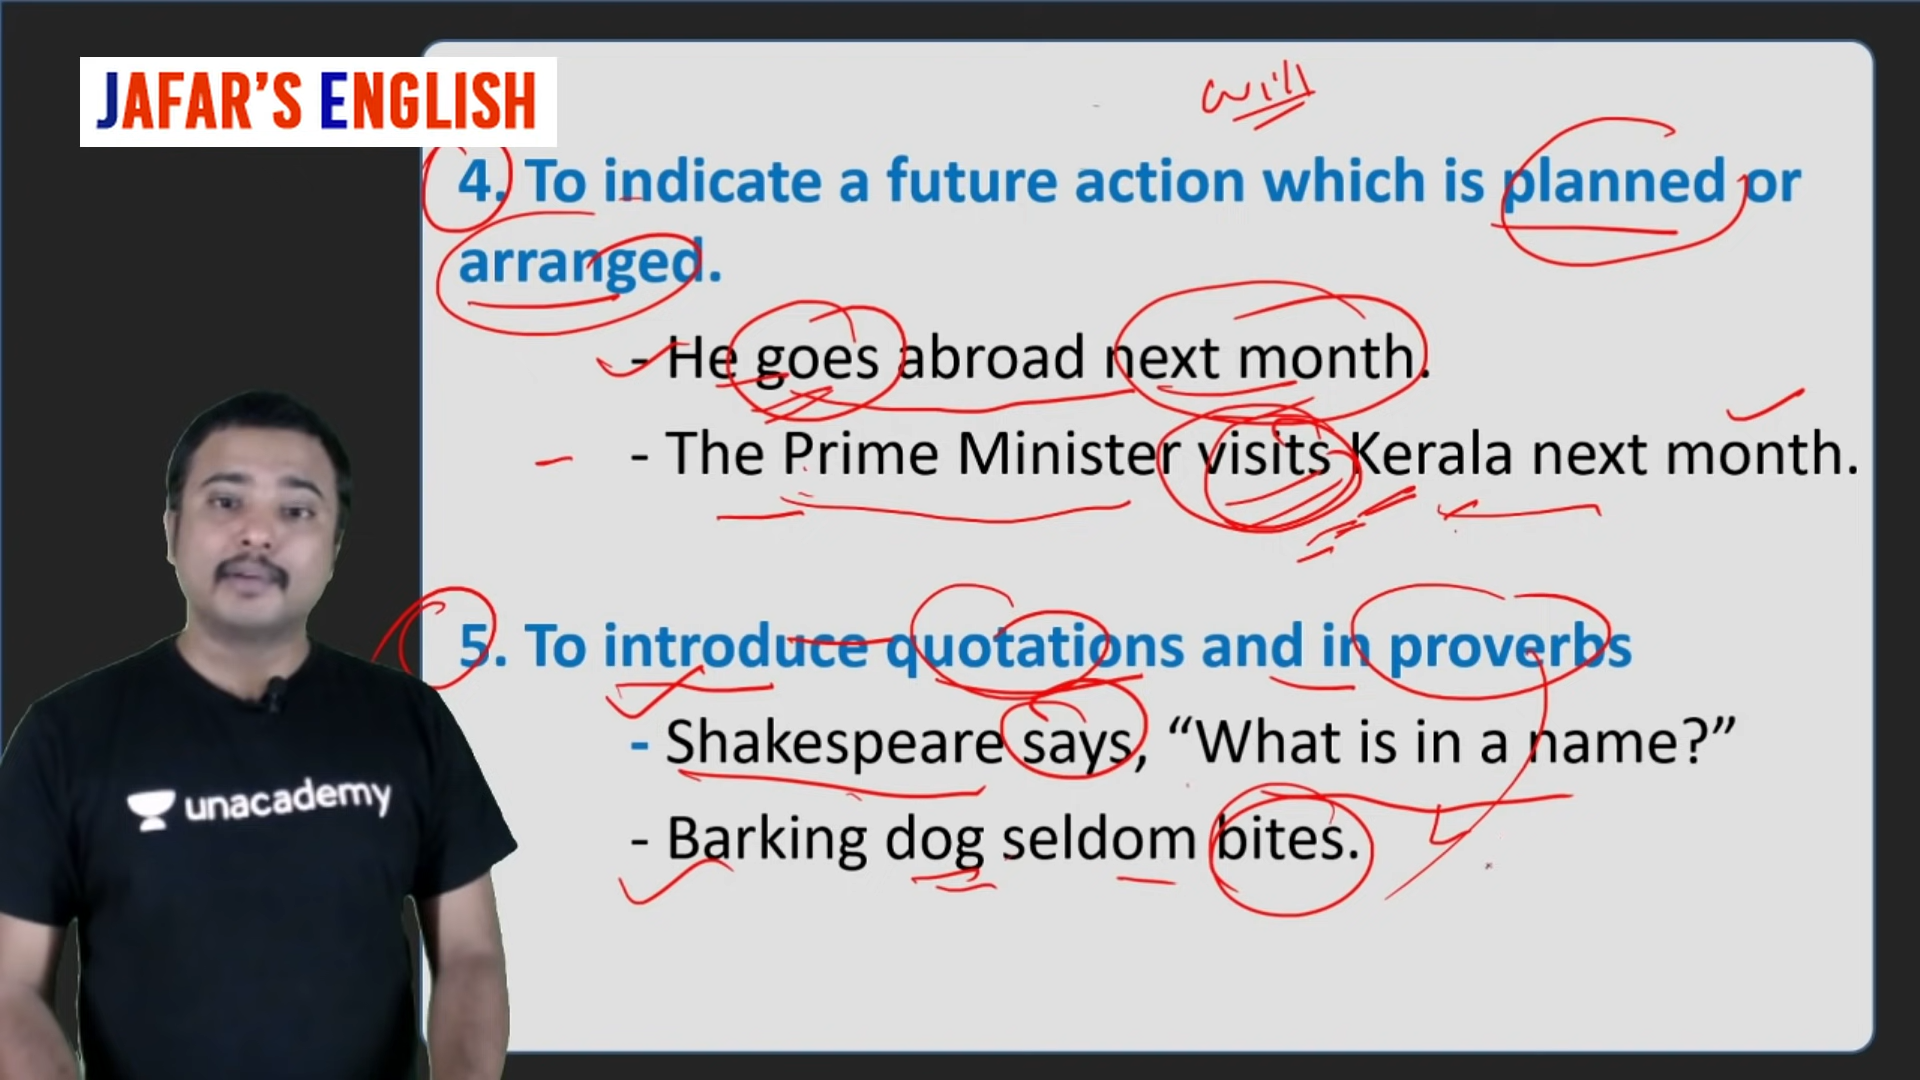 JAFAR'S ENGLISH
will
4. To indicate a future action which is planned or
arranged.
- He goes abroad next month.
- The Prime Minister visits Kerala next month.
5. To introduce quotations and in proverbs
- Shakespeare says, “What is in a name?”
- Barking dog seldom bites.
unacademy